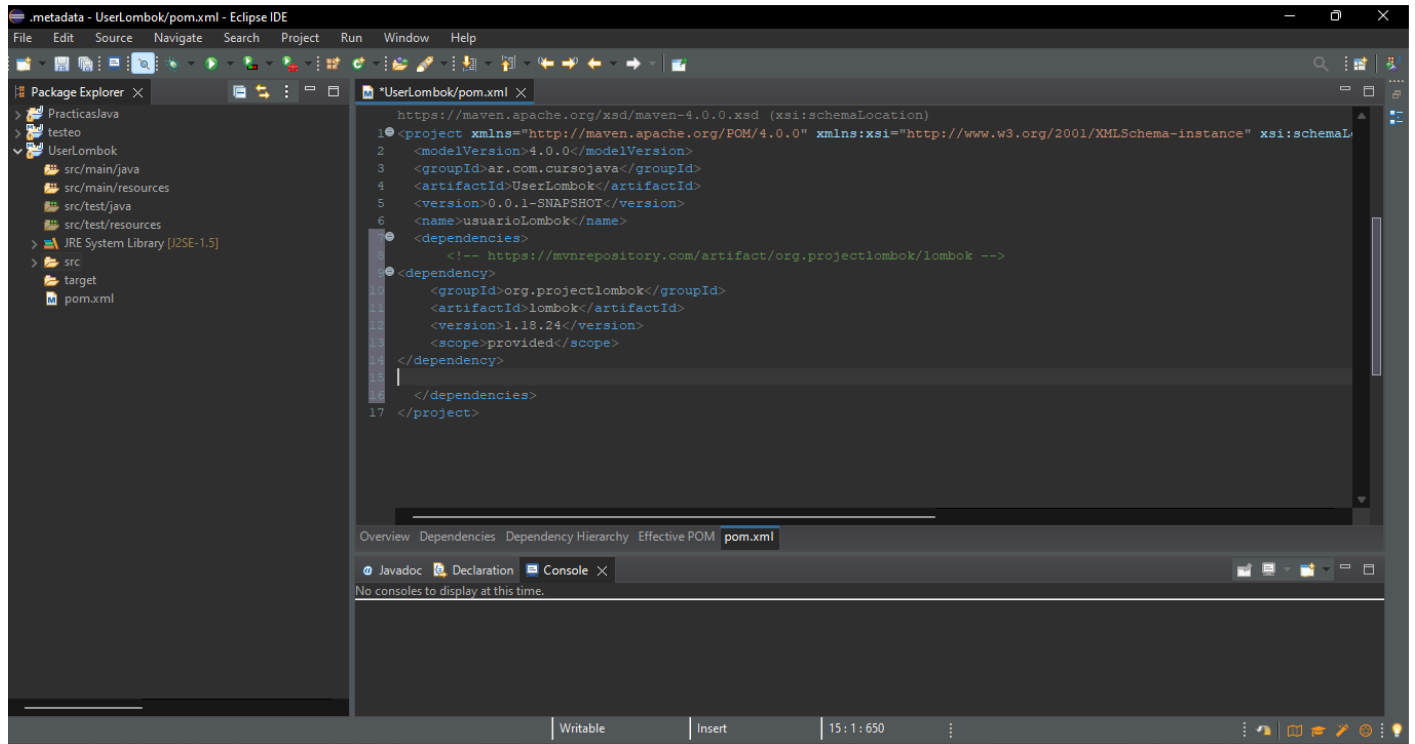 .metadata - UserLombok/pom.xml - Eclipse IDE
File Edit Source Navigate Search Project Run Window Help
Package Explorer
PracticasJava
testeo
UserLombok
src/main/java
src/main/resources
src/test/java
src/test/resources
JRE System Library [J2SE-1.5]
src
target
pom.xml
*UserLombok/pom.xml
https://maven.apache.org/xsd/maven-4.0.0.xsd (xsi:schemaLocation)
1 <project xmlns="http://maven.apache.org/POM/4.0.0" xmlns:xsi="http://www.w3.org/2001/XMLSchema-instance" xsi:schemaL
2 <modelVersion>4.0.0</modelVersion>
3 <groupId>ar.com.cursojava</groupId>
4 <artifactId>UserLombok</artifactId>
5 <version>0.0.1-SNAPSHOT</version>
6 <name>usuarioLombok</name>
7 <dependencies>
8 <!-- https://mvnrepository.com/artifact/org.projectlombok/lombok -->
9 <dependency>
10 <groupId>org.projectlombok</groupId>
11 <artifactId>lombok</artifactId>
12 <version>1.18.24</version>
13 <scope>provided</scope>
14 </dependency>
15
16 </dependencies>
17 </project>
Overview Dependencies Dependency Hierarchy Effective POM pom.xml
Javadoc Declaration Console
No consoles to display at this time.
Writable Insert 15 : 1 : 650